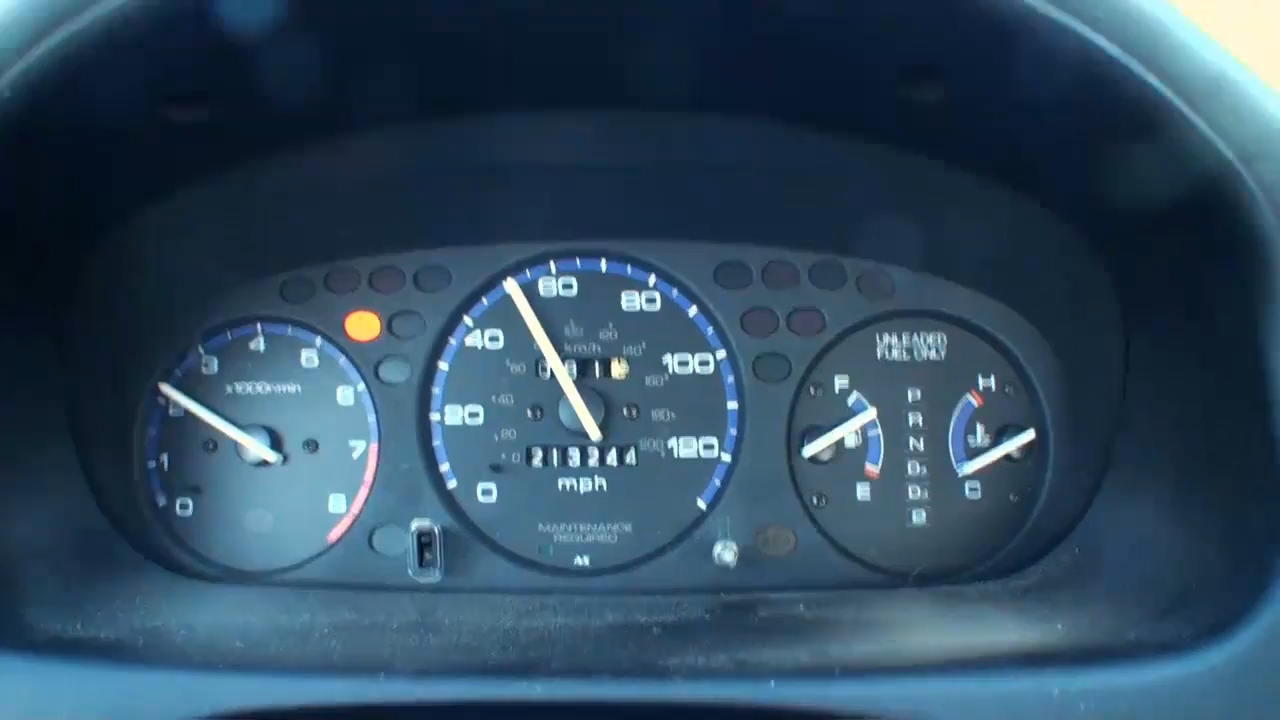 0 1 2 3 4 5 6 7 8
x1000r/min
0 20 40 60 80 100 120
km/h
213244
mph
MAINTENANCE
REQUIRED
UNLEADED
FUEL ONLY
F
E
P
R
N
D
D
H
C